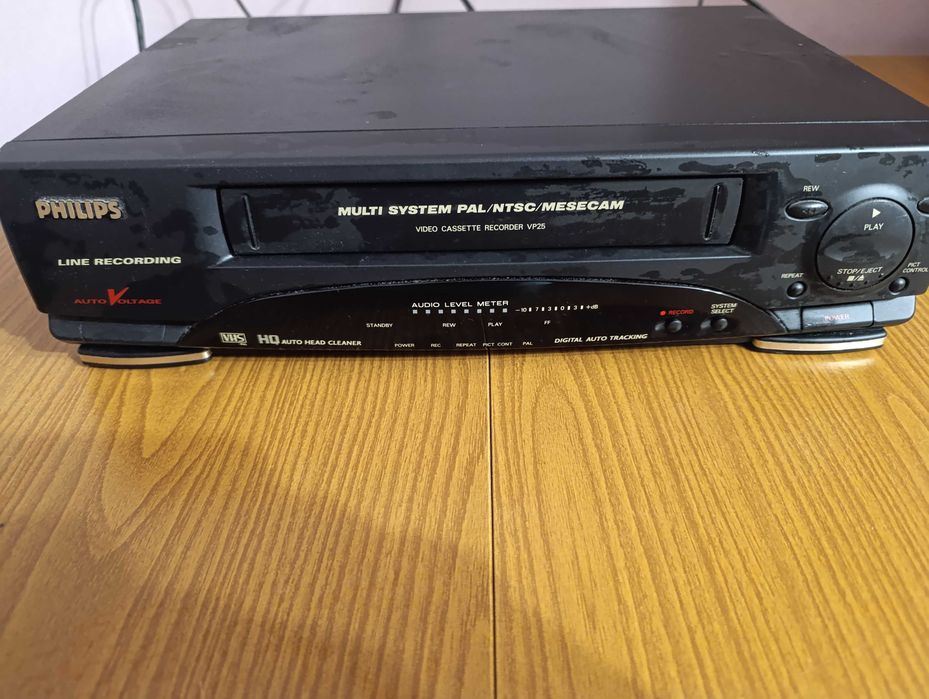 PHILIPS
MULTI SYSTEM PAL/NTSC/MESECAM
VIDEO CASSETTE RECORDER VP25
LINE RECORDING
AUTO VOLTAGE
REW
PLAY
REPEAT
STOP/EJECT
PICT CONTROL
AUDIO LEVEL METER
STANDBY REW PLAY FF
RECORD
SYSTEM SELECT
POWER
VHS HQ AUTO HEAD CLEANER
POWER REC REPEAT PICT CONT PAL
DIGITAL AUTO TRACKING